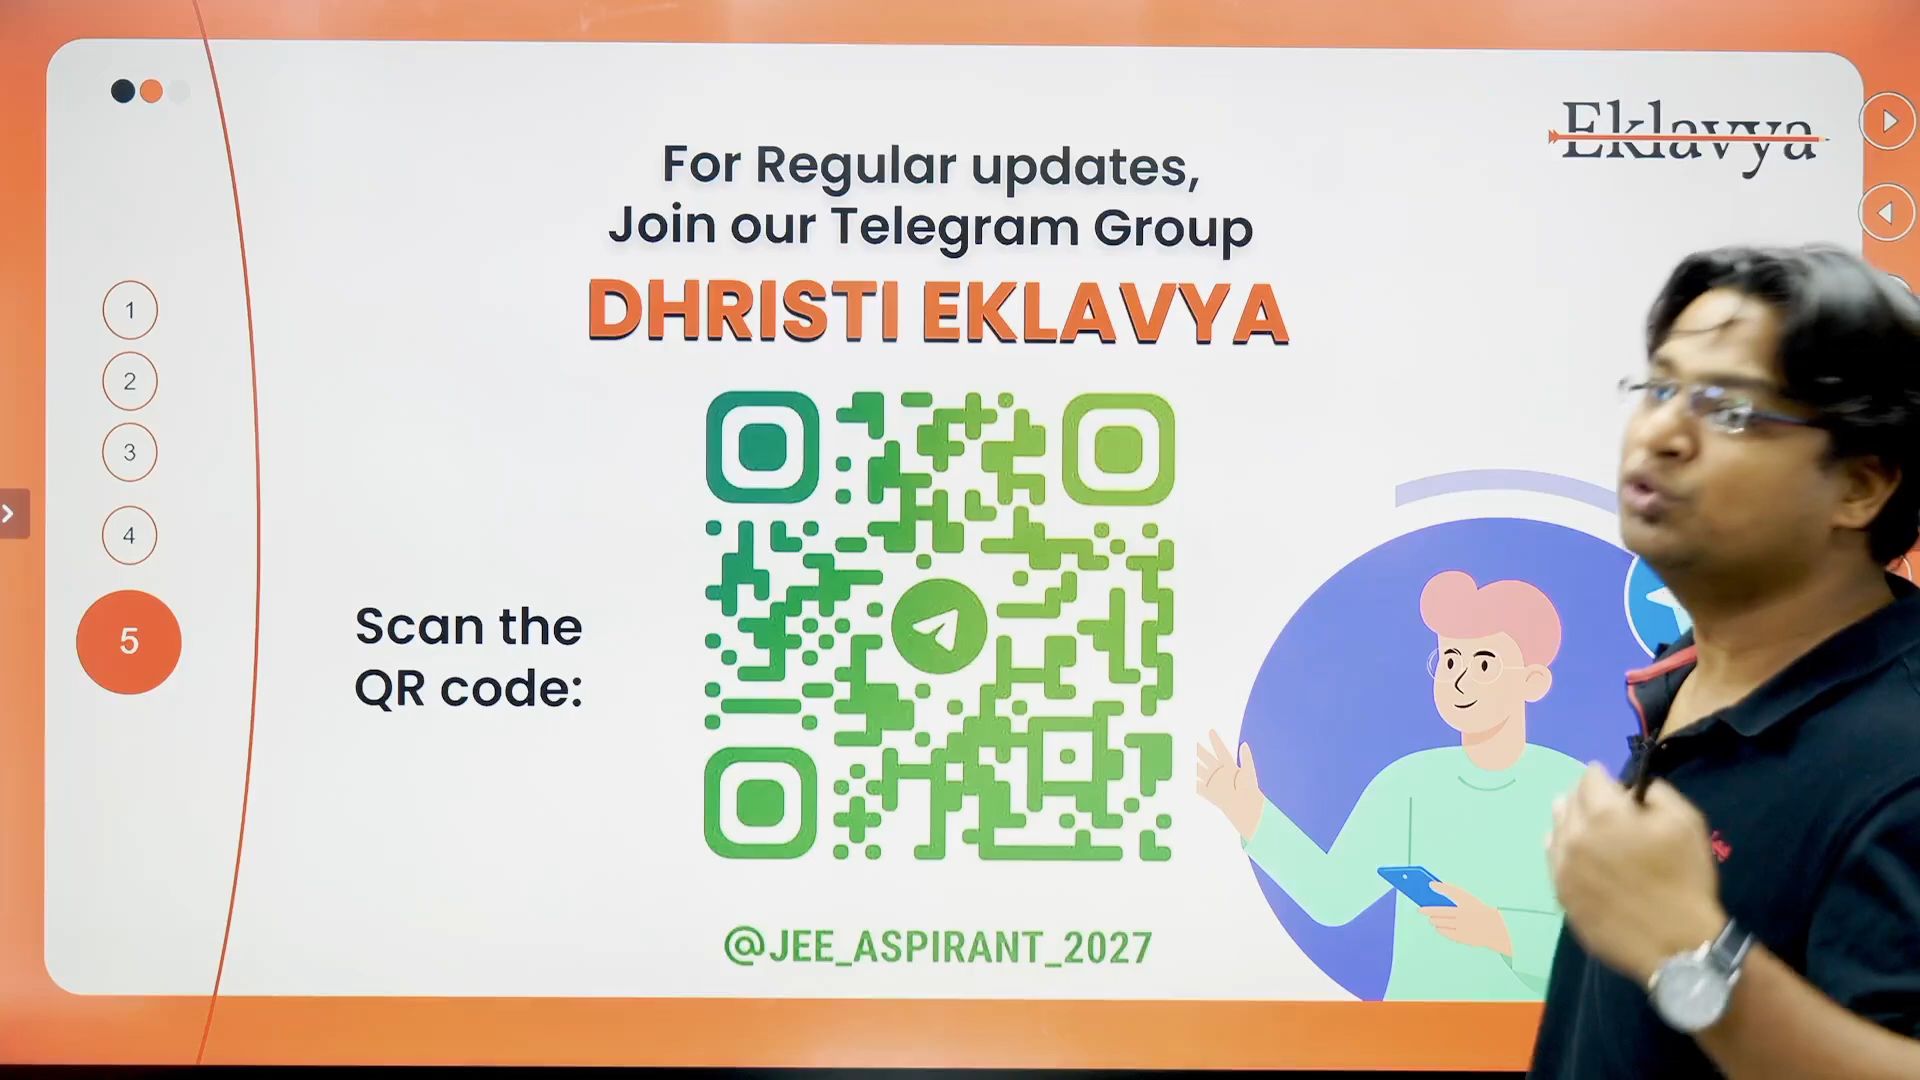 Eklavya
For Regular updates,
Join our Telegram Group
DHRISTI EKLAVYA
1
2
3
4
5
Scan the
QR code:
@JEE_ASPIRANT_2027